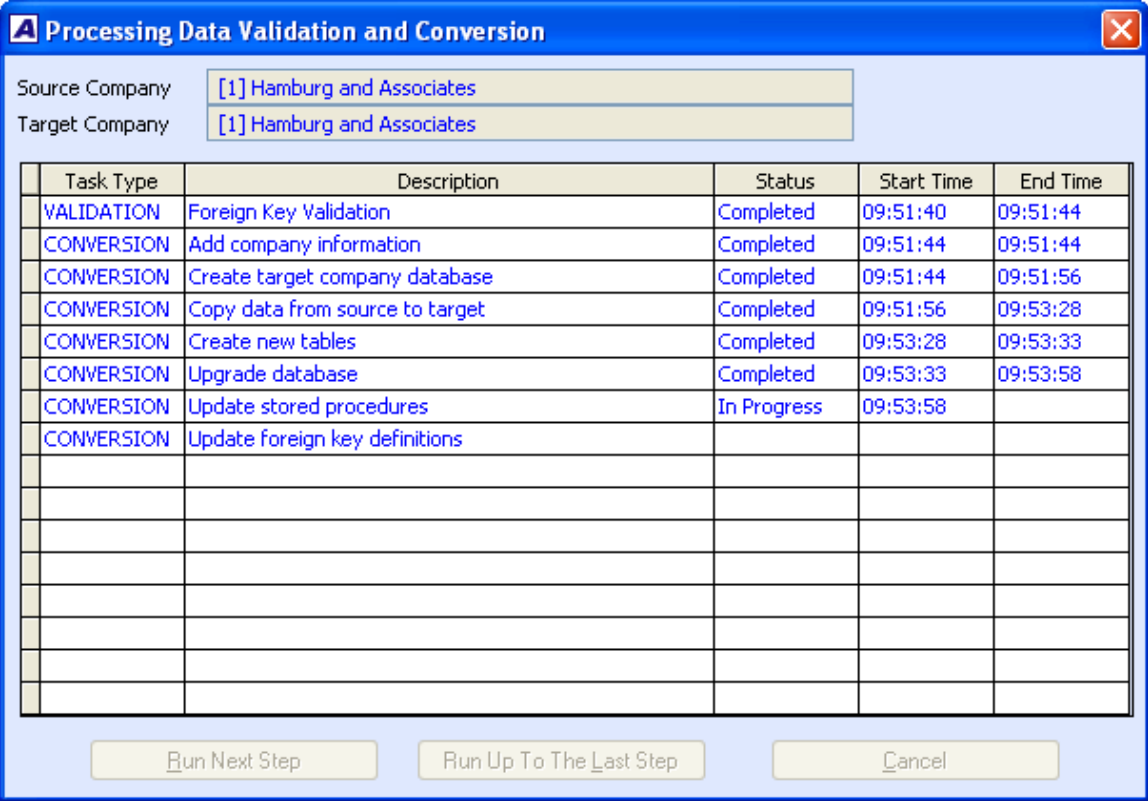 A Processing Data Validation and Conversion
Source Company [1] Hamburg and Associates
Target Company [1] Hamburg and Associates
Task Type Description Status Start Time End Time
VALIDATION Foreign Key Validation Completed 09:51:40 09:51:44
CONVERSION Add company information Completed 09:51:44 09:51:44
CONVERSION Create target company database Completed 09:51:44 09:51:56
CONVERSION Copy data from source to target Completed 09:51:56 09:53:28
CONVERSION Create new tables Completed 09:53:28 09:53:33
CONVERSION Upgrade database Completed 09:53:33 09:53:58
CONVERSION Update stored procedures In Progress 09:53:58
CONVERSION Update foreign key definitions
Run Next Step Run Up To The Last Step Cancel